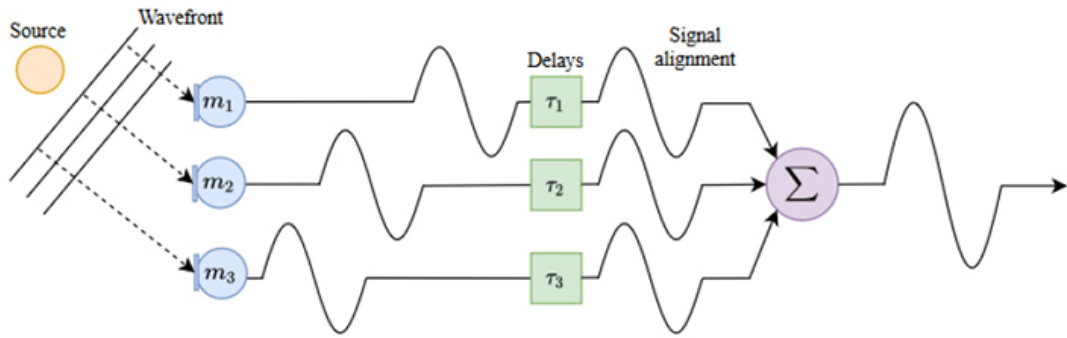 Source
Wavefront
Delays
Signal
alignment
m₁
τ₁
m₂
τ₂
Σ
m₃
τ₃